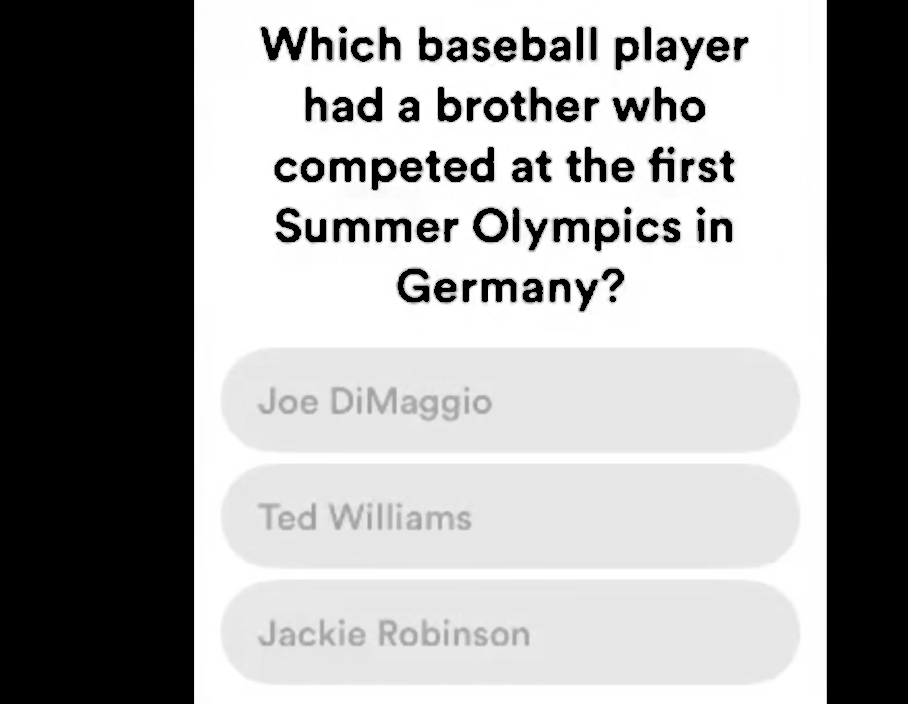 Which baseball player
had a brother who
competed at the first
Summer Olympics in
Germany?
Joe DiMaggio
Ted Williams
Jackie Robinson